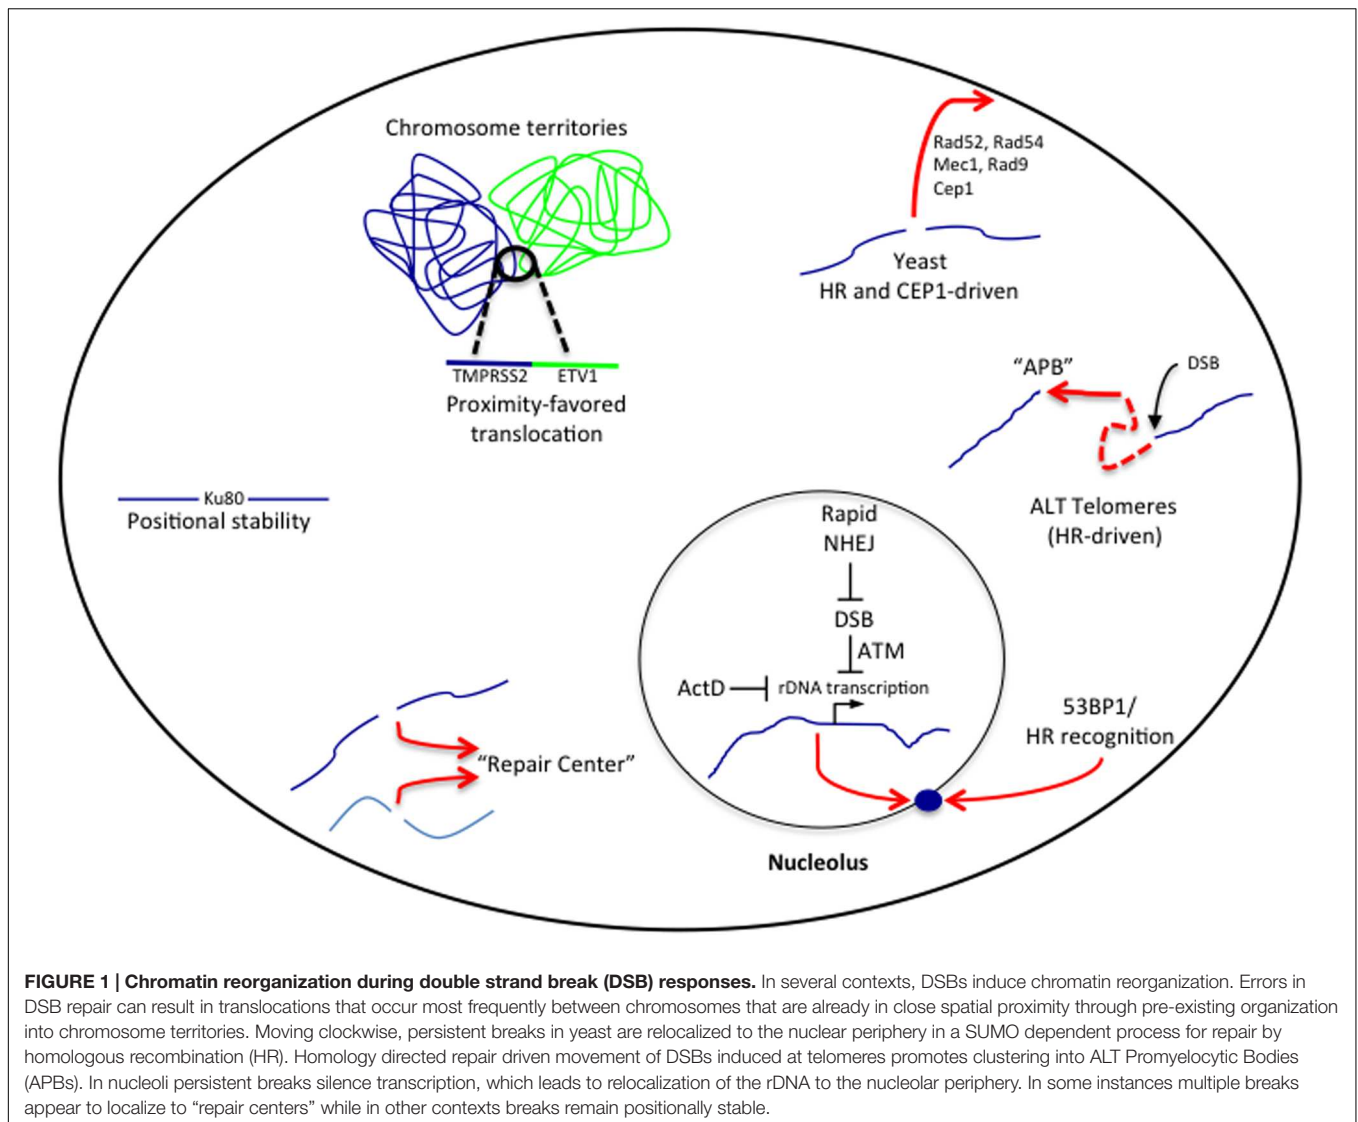 Chromosome territories
TMPRSS2 ETV1
Proximity-favored
translocation
Rad52, Rad54
Mec1, Rad9
Cep1
Yeast
HR and CEP1-driven
"APB"
DSB
ALT Telomeres
(HR-driven)
Ku80
Positional stability
Rapid
NHEJ
DSB
ATM
ActD
rDNA transcription
53BP1/
HR recognition
"Repair Center"
Nucleolus
FIGURE 1 | Chromatin reorganization during double strand break (DSB) responses. In several contexts, DSBs induce chromatin reorganization. Errors in
DSB repair can result in translocations that occur most frequently between chromosomes that are already in close spatial proximity through pre-existing organization
into chromosome territories. Moving clockwise, persistent breaks in yeast are relocalized to the nuclear periphery in a SUMO dependent process for repair by
homologous recombination (HR). Homology directed repair driven movement of DSBs induced at telomeres promotes clustering into ALT Promyelocytic Bodies
(APBs). In nucleoli persistent breaks silence transcription, which leads to relocalization of the rDNA to the nucleolar periphery. In some instances multiple breaks
appear to localize to "repair centers" while in other contexts breaks remain positionally stable.